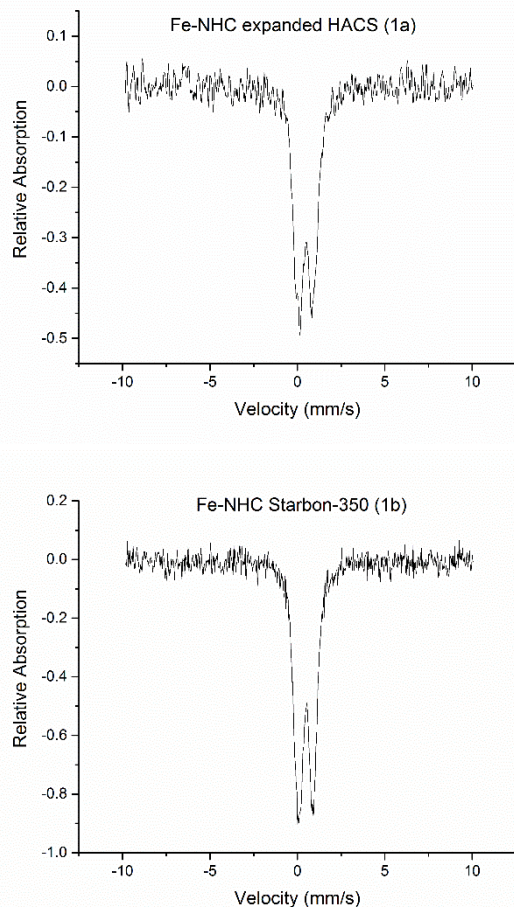 Fe-NHC expanded HACS (1a)
0.1
0.0
-0.1
-0.2
-0.3
-0.4
-0.5
Relative Absorption
-10 -5 0 5 10
Velocity (mm/s)
Fe-NHC Starbon-350 (1b)
0.2
0.0
-0.2
-0.4
-0.6
-0.8
-1.0
Relative Absorption
-10 -5 0 5 10
Velocity (mm/s)